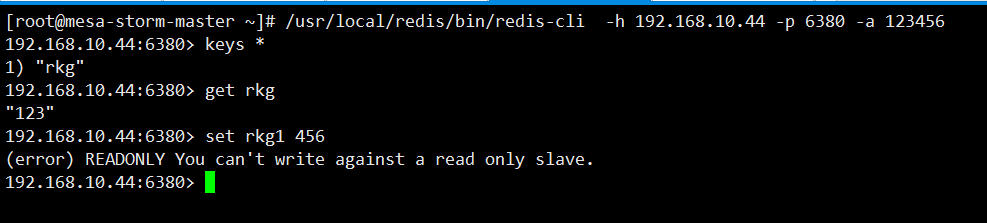 [root@mesa-storm-master ~]# /usr/local/redis/bin/redis-cli  -h 192.168.10.44 -p 6380 -a 123456
192.168.10.44:6380> keys *
1) "rkg"
192.168.10.44:6380> get rkg
"123"
192.168.10.44:6380> set rkg1 456
(error) READONLY You can't write against a read only slave.
192.168.10.44:6380>